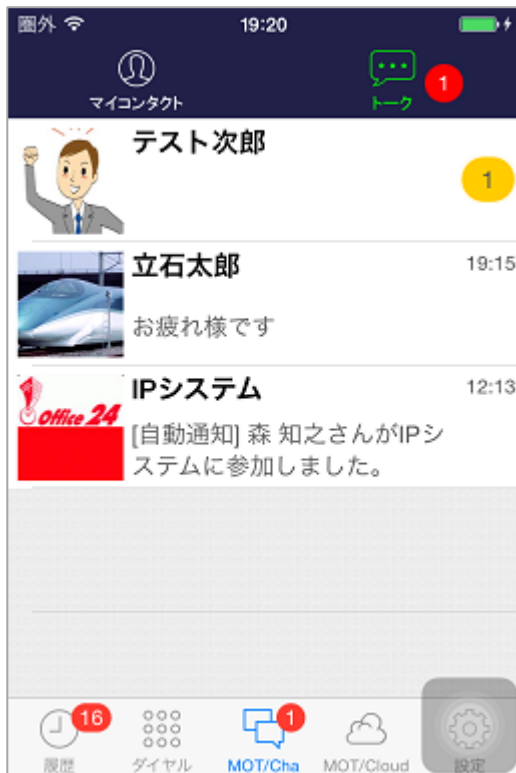 圏外 19:20
マイコンタクト トーク 1
テスト次郎
1
立石太郎 19:15
お疲れ様です
IPシステム 12:13
Office 24
[自動通知] 森 知之さんがIPシ
ステムに参加しました。
16 1
履歴 ダイヤル MOT/Cha MOT/Cloud 設定